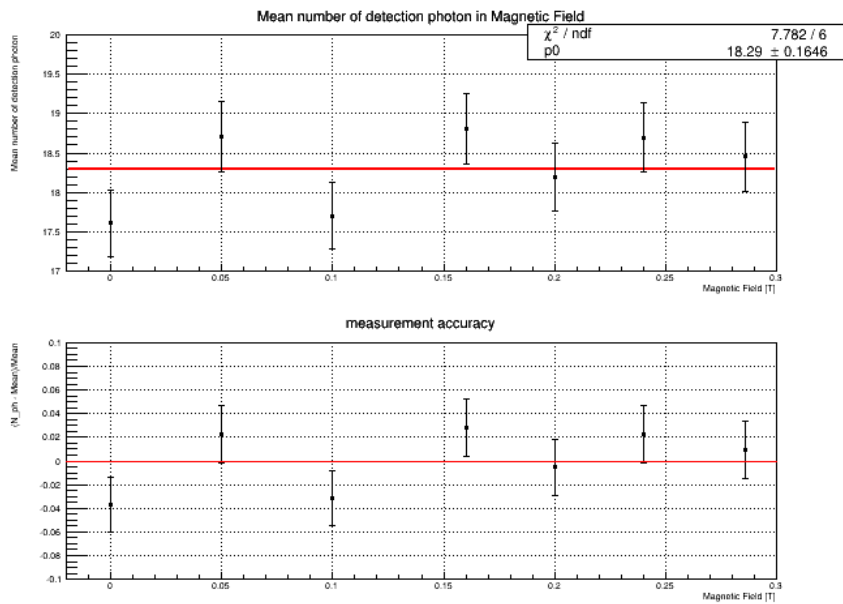 Mean number of detection photon in Magnetic Field
χ² / ndf 7.782 / 6
p0 18.29 ± 0.1646
Mean number of detection photon
20
19.5
19
18.5
18
17.5
17
0 0.05 0.1 0.15 0.2 0.25 0.3
Magnetic Field [T]
measurement accuracy
(N_ph - Mean)/Mean
0.1
0.08
0.06
0.04
0.02
0
-0.02
-0.04
-0.06
-0.08
-0.1
0 0.05 0.1 0.15 0.2 0.25 0.3
Magnetic Field [T]